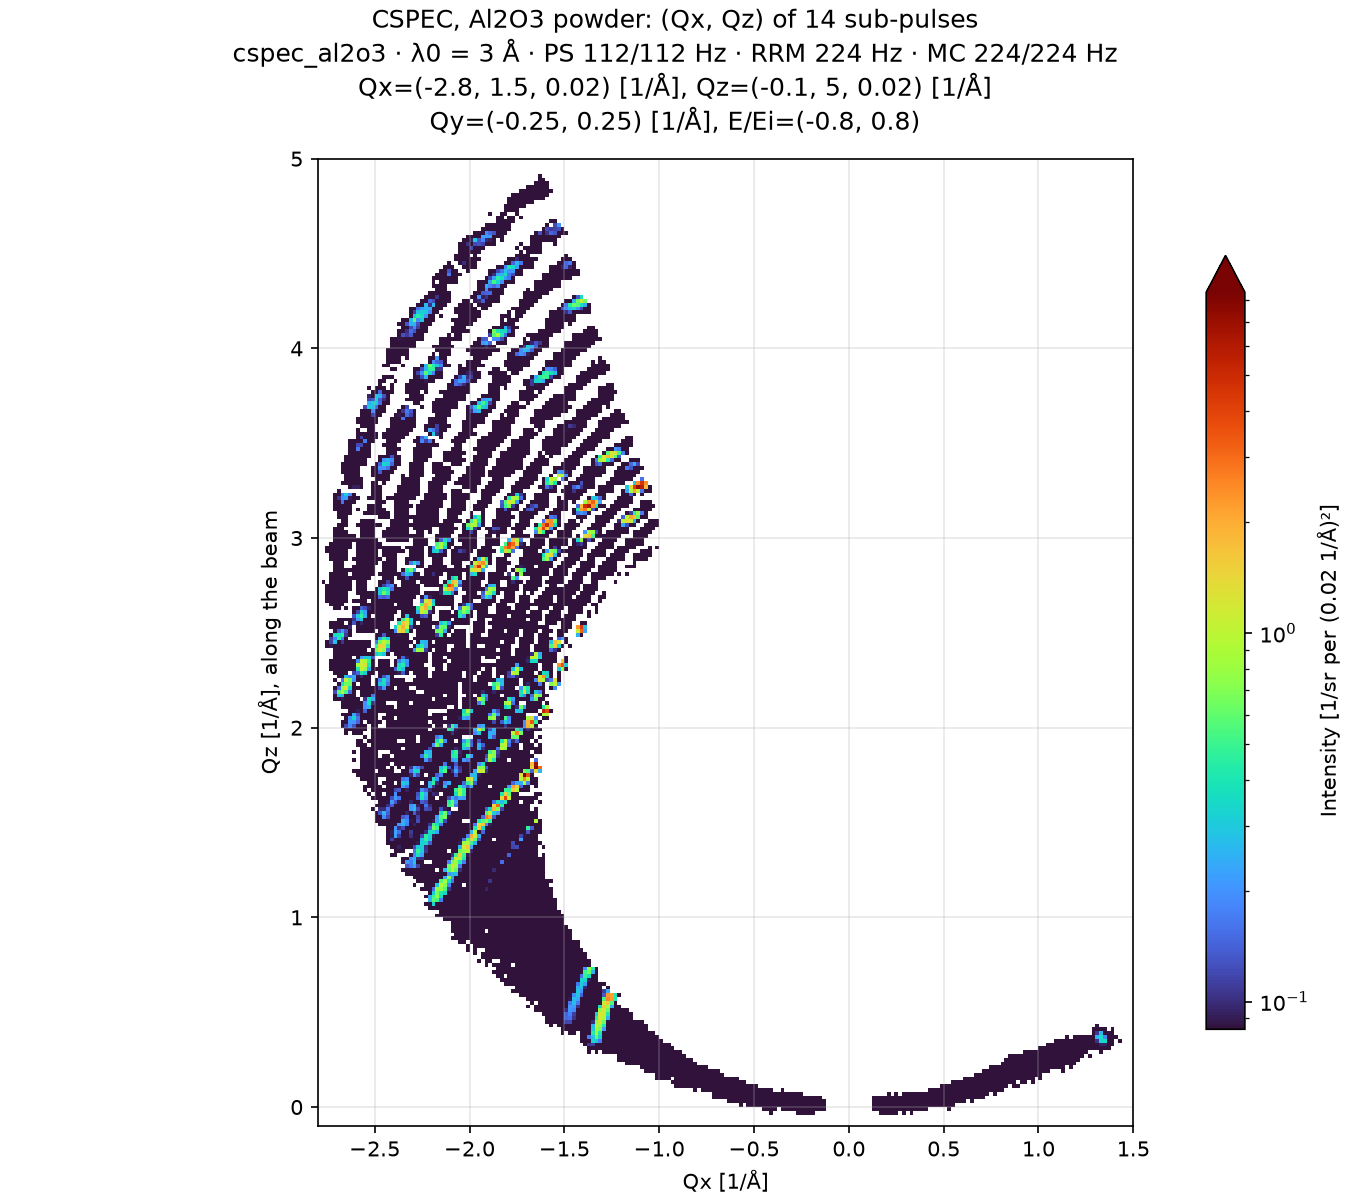 CSPEC, Al2O3 powder: (Qx, Qz) of 14 sub-pulses
cspec_al2o3 · λ0 = 3 Å · PS 112/112 Hz · RRM 224 Hz · MC 224/224 Hz
Qx=(-2.8, 1.5, 0.02) [1/Å], Qz=(-0.1, 5, 0.02) [1/Å]
Qy=(-0.25, 0.25) [1/Å], E/Ei=(-0.8, 0.8)
5
4
3
2
1
0
Qz [1/Å], along the beam
−2.5
−2.0
−1.5
−1.0
−0.5
0.0
0.5
1.0
1.5
Qx [1/Å]
10⁰
10⁻¹
Intensity [1/sr per (0.02 1/Å)²]